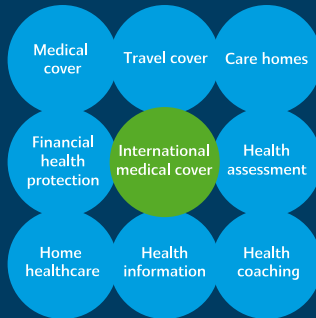 Medical
cover
Travel cover
Care homes
Financial
health
protection
International
medical cover
Health
assessment
Home
healthcare
Health
information
Health
coaching